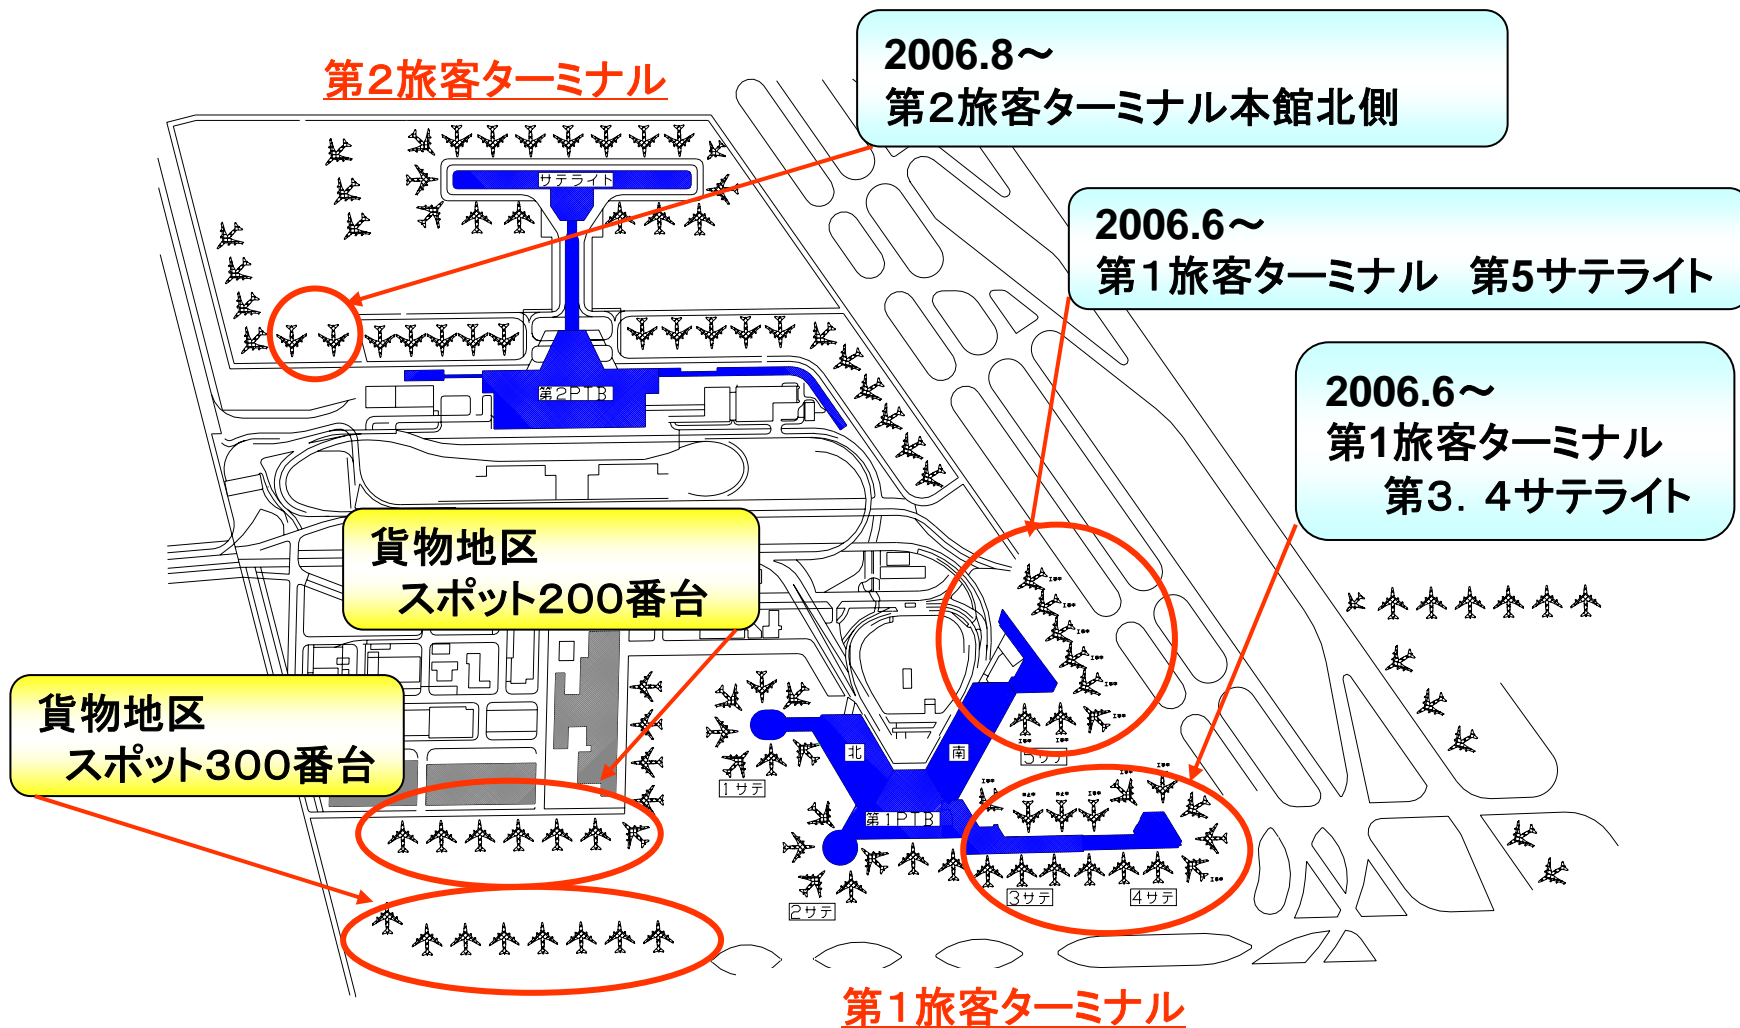 第２旅客ターミナル
2006.8～
第２旅客ターミナル本館北側
サテライト
2006.6～
第１旅客ターミナル　第5サテライト
2006.6～
第1旅客ターミナル
第３．４サテライト
第２ＰＴＢ
貨物地区
スポット２００番台
貨物地区
スポット３００番台
北
南
５サテ
１サテ
第１ＰＴＢ
３サテ
４サテ
２サテ
第１旅客ターミナル